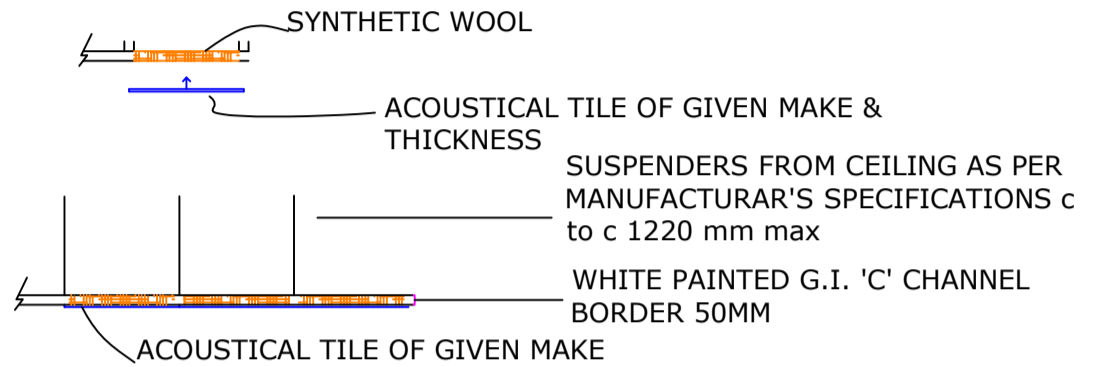 SYNTHETIC WOOL
ACOUSTICAL TILE OF GIVEN MAKE &
THICKNESS
SUSPENDERS FROM CEILING AS PER
MANUFACTURAR'S SPECIFICATIONS c
to c 1220 mm max
WHITE PAINTED G.I. 'C' CHANNEL
BORDER 50MM
ACOUSTICAL TILE OF GIVEN MAKE